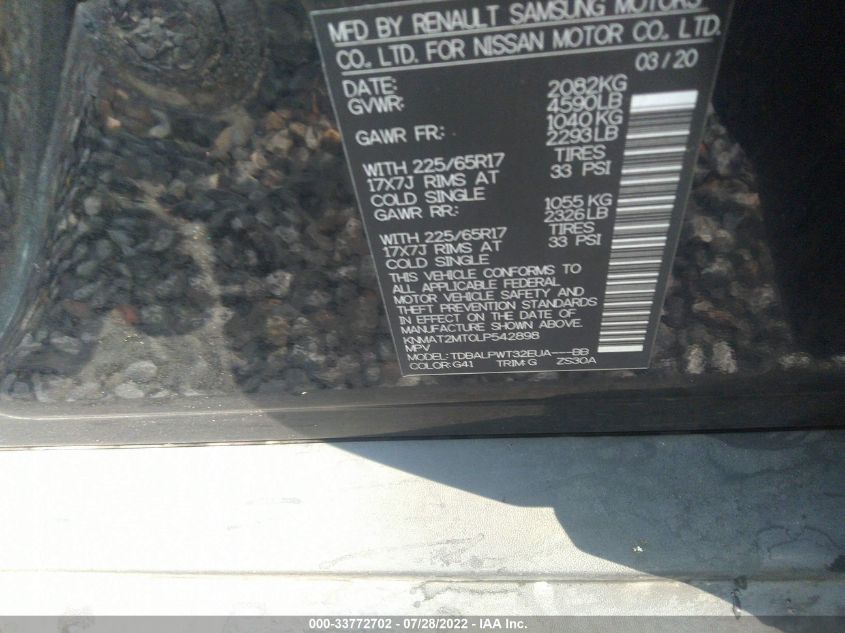 MFD BY RENAULT SAMSUNG MOTORS
CO., LTD. FOR NISSAN MOTOR CO., LTD.
03/20
DATE:
GVWR: 2082KG
4590LB
GAWR FR: 1040 KG
2293LB
WITH 225/65R17 TIRES
17X7J RIMS AT 33 PSI
COLD SINGLE
GAWR RR: 1055 KG
2326LB
WITH 225/65R17 TIRES
17X7J RIMS AT 33 PSI
COLD SINGLE
THIS VEHICLE CONFORMS TO
ALL APPLICABLE FEDERAL
MOTOR VEHICLE SAFETY AND
THEFT PREVENTION STANDARDS
IN EFFECT ON THE DATE OF
MANUFACTURE SHOWN ABOVE
KNMAT2MT0LP542898
MPV
MODEL: TDBALPWT32EUA---BB
COLOR: G41 TRIM: G ZS30A
000-33772702 - 07/28/2022 - IAA Inc.